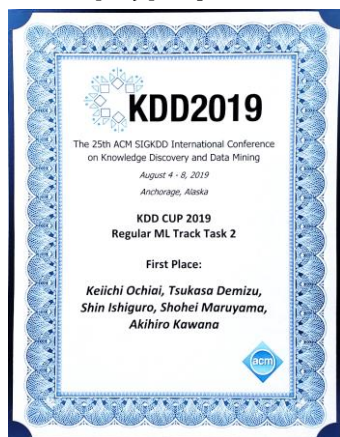 KDD2019
The 25th ACM SIGKDD International Conference
on Knowledge Discovery and Data Mining
August 4 - 8, 2019
Anchorage, Alaska
KDD CUP 2019
Regular ML Track Task 2
First Place:
Keiichi Ochiai, Tsukasa Demizu,
Shin Ishiguro, Shohei Maruyama,
Akihiro Kawana
acm